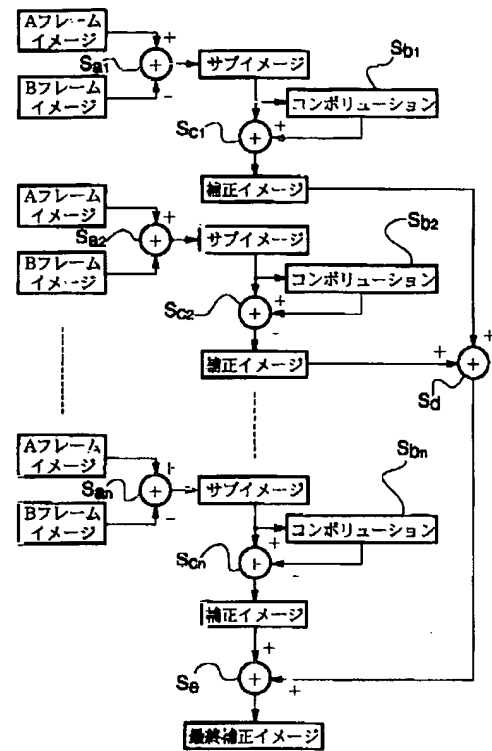 Aフレーム
イメージ
+
Sa1
+
サブイメージ
Sb1
Bフレーム
イメージ
-
コンボリューション
Sc1
+
+
補正イメージ
Aフレーム
イメージ
+
Sa2
+
サブイメージ
Sb2
Bフレーム
イメージ
-
コンボリューション
Sc2
+
+
-
補正イメージ
+
+
+
Sd
Aフレーム
イメージ
+
San
+
サブイメージ
Sbn
Bフレーム
イメージ
-
コンボリューション
Scn
+
+
-
補正イメージ
+
Se
+
+
最終補正イメージ